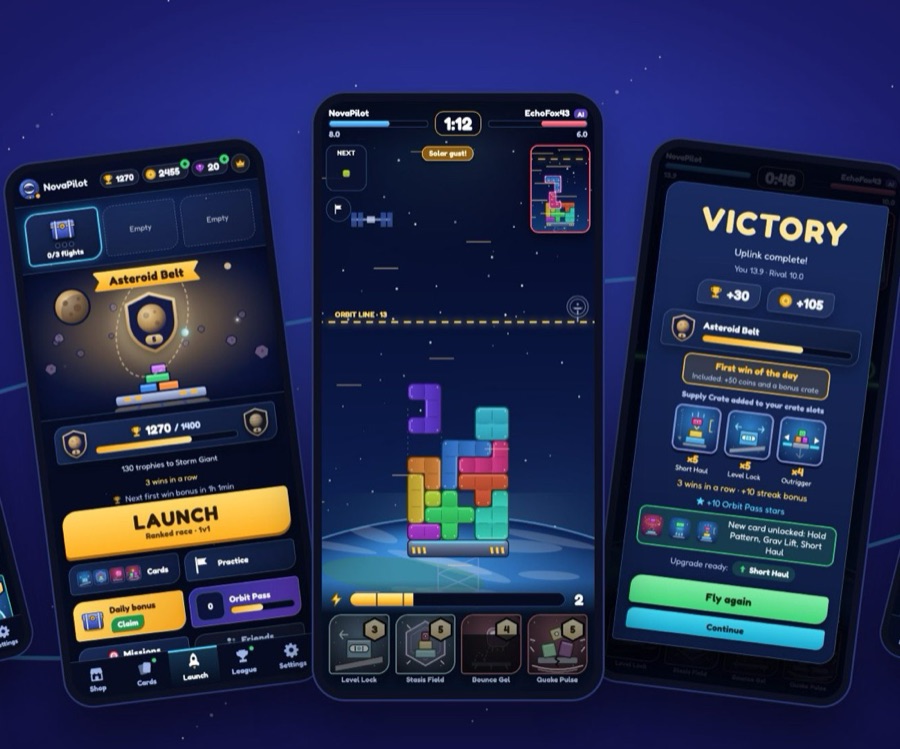 NovaPilot
1270
2455
20
0/3 flights
Empty
Empty
Asteroid Belt
1270 / 1400
130 trophies to Storm Giant
3 wins in a row
Next first win bonus in 1h 1min
LAUNCH
Ranked race · 1v1
Cards
Practice
Daily bonus
Claim
0
Orbit Pass
Missions
Friends
Shop
Cards
Launch
League
Settings
NovaPilot
1:12
EchoFox43
AI
8.0
6.0
NEXT
Solar gust!
ORBIT LINE · 13
2
3
5
4
5
Level Lock
Stasis Field
Bounce Gel
Quake Pulse
NovaPilot
0:48
EchoFox43
VICTORY
Uplink complete!
You 13.9 · Rival 10.0
+30
+105
Asteroid Belt
First win of the day
Included: +50 coins and a bonus crate
Supply Crate added to your crate slots
x5
x5
x4
Short Haul
Level Lock
Outrigger
3 wins in a row · +10 streak bonus
+10 Orbit Pass stars
New card unlocked: Hold
Pattern, Grav Lift, Short
Haul
Upgrade ready:
Short Haul
Fly again
Continue